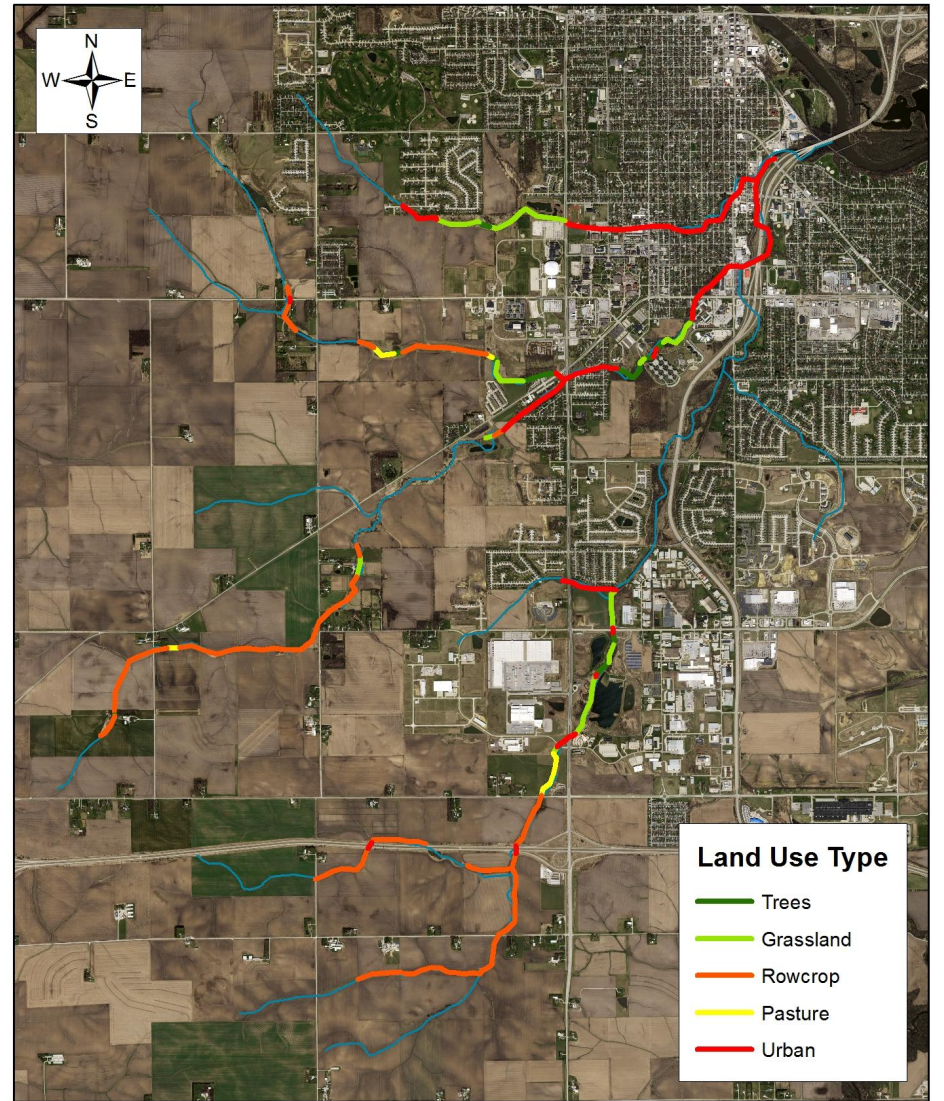 N
W E
S
Land Use Type
Trees
Grassland
Rowcrop
Pasture
Urban